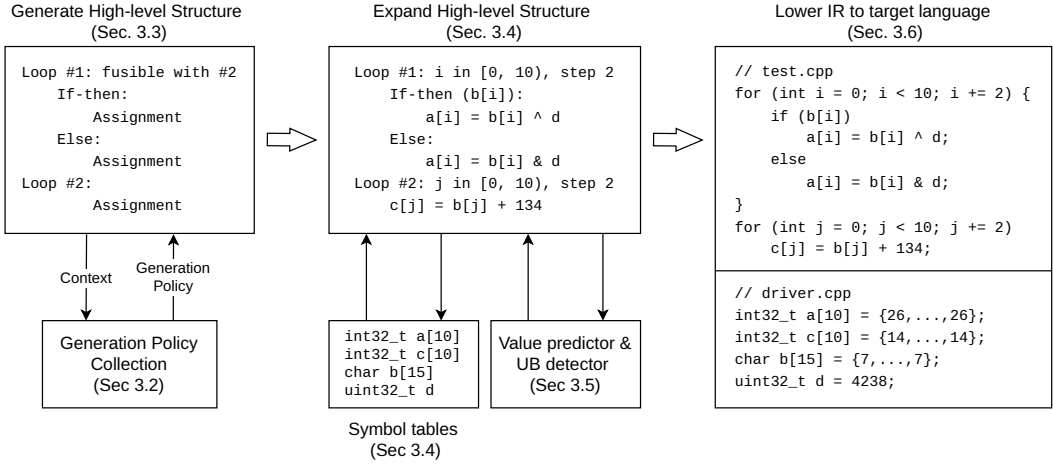 Generate High-level Structure
(Sec. 3.3)
Loop #1: fusible with #2
If-then:
Assignment
Else:
Assignment
Loop #2:
Assignment
Context
Generation
Policy
Generation Policy
Collection
(Sec 3.2)
Expand High-level Structure
(Sec. 3.4)
Loop #1: i in [0, 10), step 2
If-then (b[i]):
a[i] = b[i] ^ d
Else:
a[i] = b[i] & d
Loop #2: j in [0, 10), step 2
c[j] = b[j] + 134
int32_t a[10]
int32_t c[10]
char b[15]
uint32_t d
Symbol tables
(Sec 3.4)
Value predictor &
UB detector
(Sec 3.5)
Lower IR to target language
(Sec. 3.6)
// test.cpp
for (int i = 0; i < 10; i += 2) {
if (b[i])
a[i] = b[i] ^ d;
else
a[i] = b[i] & d;
}
for (int j = 0; j < 10; j += 2)
c[j] = b[j] + 134;
// driver.cpp
int32_t a[10] = {26,...,26};
int32_t c[10] = {14,...,14};
char b[15] = {7,...,7};
uint32_t d = 4238;